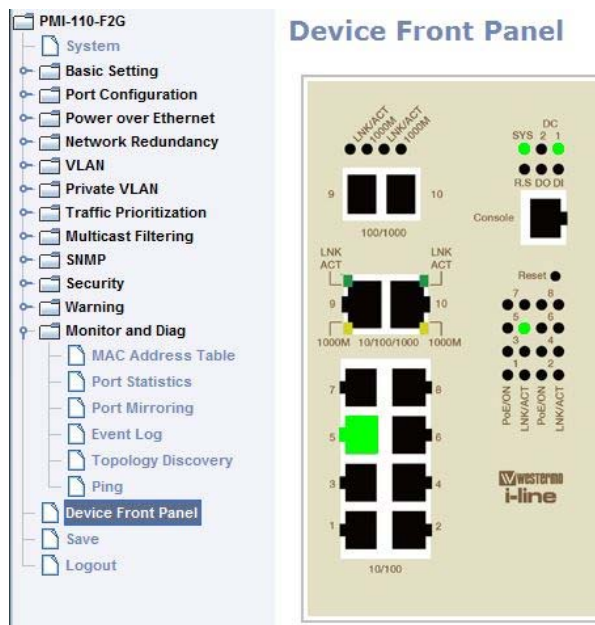 PMI-110-F2G
System
Basic Setting
Port Configuration
Power over Ethernet
Network Redundancy
VLAN
Private VLAN
Traffic Prioritization
Multicast Filtering
SNMP
Security
Warning
Monitor and Diag
MAC Address Table
Port Statistics
Port Mirroring
Event Log
Topology Discovery
Ping
Device Front Panel
Save
Logout
Device Front Panel
LNK/ACT
1000M
LNK/ACT
1000M
9
10
100/1000
DC
SYS 2 1
R.S DO DI
Console
LNK
ACT
LNK
ACT
9
10
1000M 10/100/1000 1000M
Reset
7 8
5 6
3 4
1 2
PoE/ON
LNK/ACT
PoE/ON
LNK/ACT
7 8
5 6
3 4
1 2
10/100
westermo
i-line